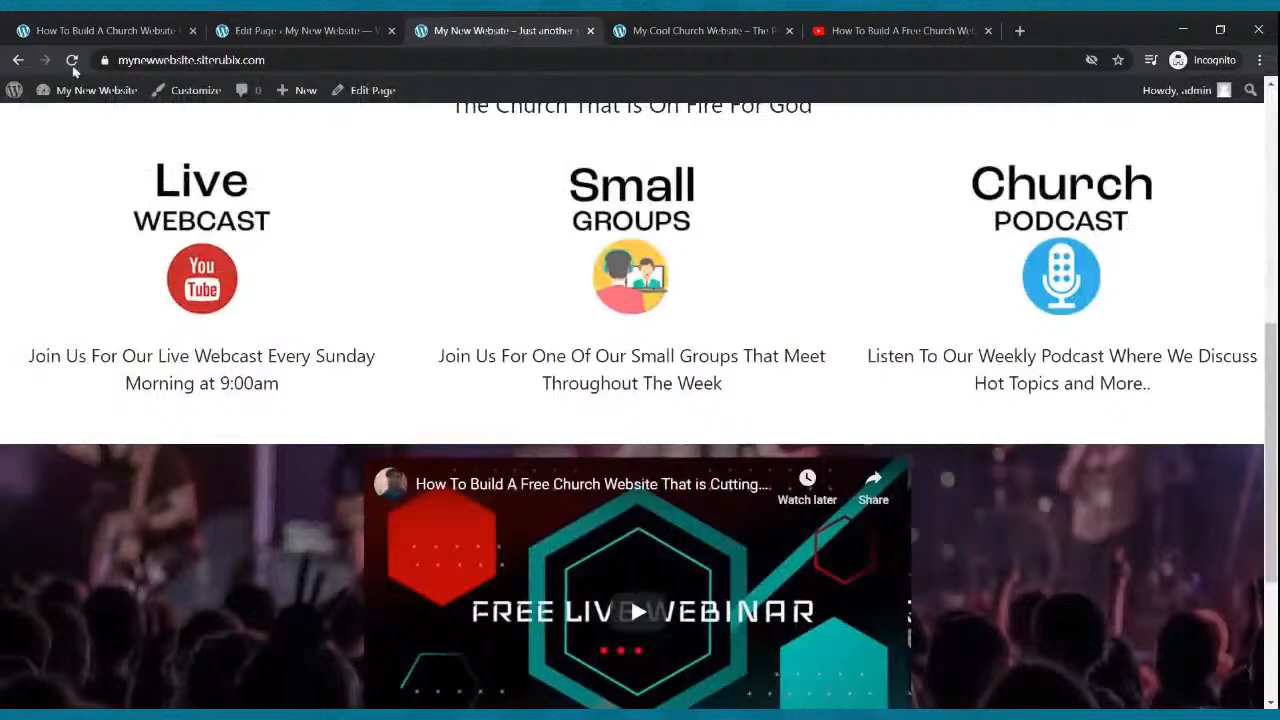 How To Build A Church Website
Edit Page ‹ My New Website —
My New Website – Just another
My Cool Church Website – The
How To Build A Free Church Web
mynewwebsite.siterubix.com
Incognito
My New Website
Customize
0
New
Edit Page
Howdy, admin
The Church That Is On Fire For God
Live
WEBCAST
You
Tube
Join Us For Our Live Webcast Every Sunday
Morning at 9:00am
Small
GROUPS
Join Us For One Of Our Small Groups That Meet
Throughout The Week
Church
PODCAST
Listen To Our Weekly Podcast Where We Discuss
Hot Topics and More..
How To Build A Free Church Website That is Cutting...
Watch later
Share
FREE LIVE WEBINAR